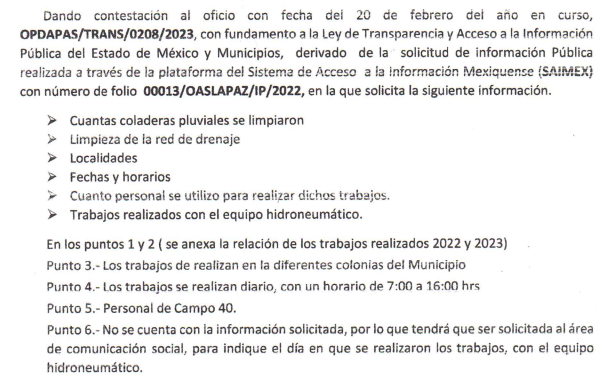 Dando contestación al oficio con fecha del 20 de febrero del año en curso,
OPDAPAS/TRANS/0208/2023, con fundamento a la Ley de Transparencia y Acceso a la Información
Pública del Estado de México y Municipios, derivado de la solicitud de información Pública
realizada a través de la plataforma del Sistema de Acceso a la información Mexiquense (SAIMEX)
con número de folio 00013/OASLAPAZ/IP/2022, en la que solicita la siguiente información.
➢ Cuantas coladeras pluviales se limpiaron
➢ Limpieza de la red de drenaje
➢ Localidades
➢ Fechas y horarios
➢ Cuanto personal se utilizo para realizar dichos trabajos.
➢ Trabajos realizados con el equipo hidroneumático.
En los puntos 1 y 2 ( se anexa la relación de los trabajos realizados 2022 y 2023)
Punto 3.- Los trabajos de realizan en la diferentes colonias del Municipio
Punto 4.- Los trabajos se realizan diario, con un horario de 7:00 a 16:00 hrs
Punto 5.- Personal de Campo 40.
Punto 6.- No se cuenta con la información solicitada, por lo que tendrá que ser solicitada al área
de comunicación social, para indique el día en que se realizaron los trabajos, con el equipo
hidroneumático.